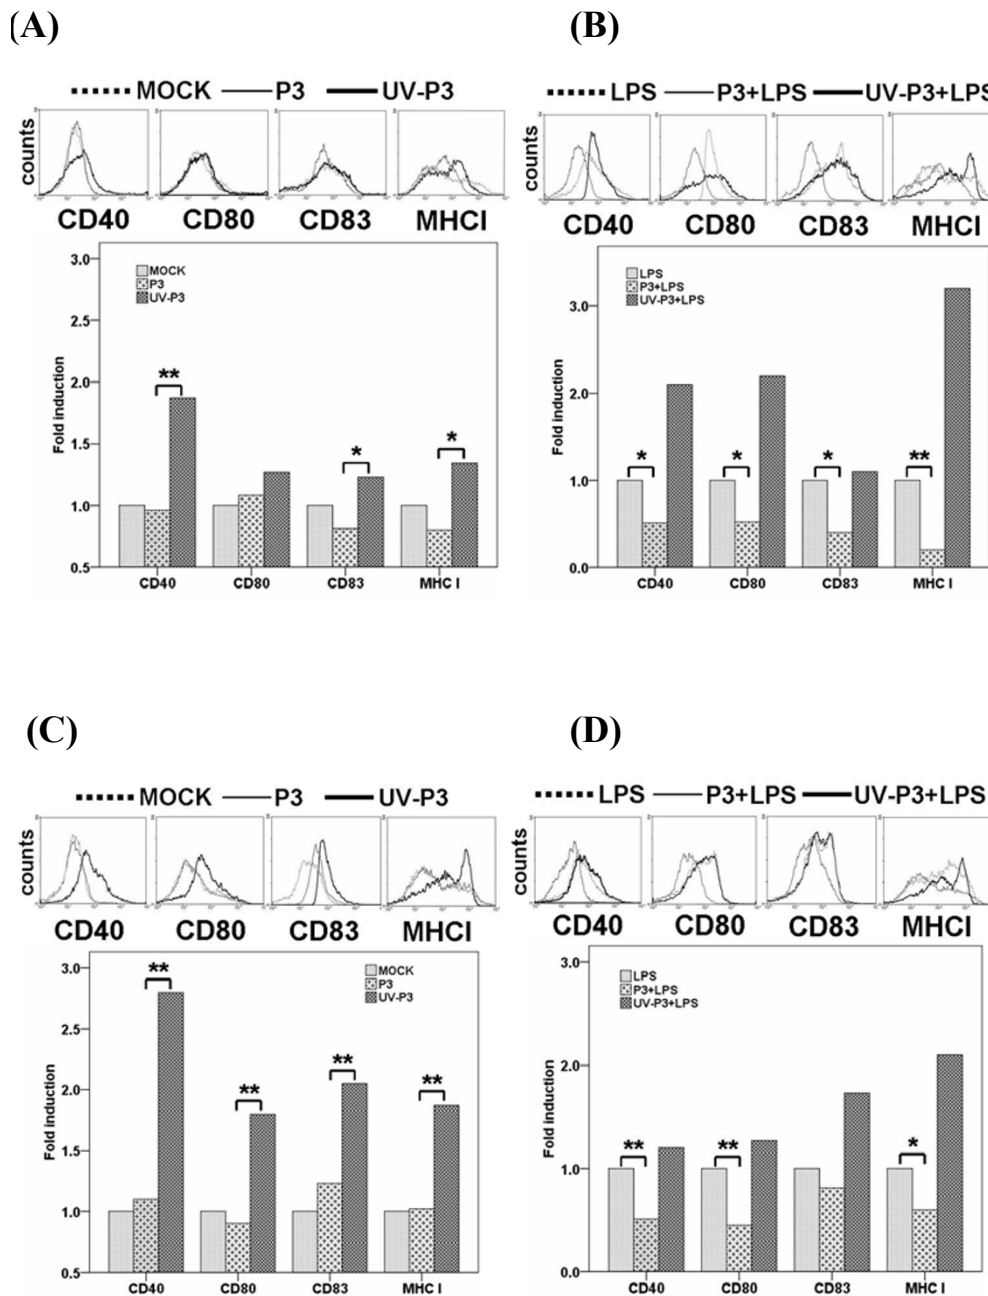 (A)
(B)
MOCK P3 UV-P3
LPS P3+LPS UV-P3+LPS
counts
counts
CD40 CD80 CD83 MHCI
CD40 CD80 CD83 MHCI
3.0
2.5
2.0
1.5
1.0
0.5
Fold induction
MOCK
P3
UV-P3
** * *
CD40 CD80 CD83 MHC I
3.0
2.0
1.0
0.0
Fold induction
LPS
P3+LPS
UV-P3+LPS
* * * **
CD40 CD80 CD83 MHC I
(C)
(D)
MOCK P3 UV-P3
LPS P3+LPS UV-P3+LPS
counts
counts
CD40 CD80 CD83 MHCI
CD40 CD80 CD83 MHCI
3.0
2.5
2.0
1.5
1.0
0.5
Fold induction
MOCK
P3
UV-P3
** ** ** **
CD40 CD80 CD83 MHC I
3.0
2.0
1.0
0.0
Fold induction
LPS
P3+LPS
UV-P3+LPS
** ** *
CD40 CD80 CD83 MHC I